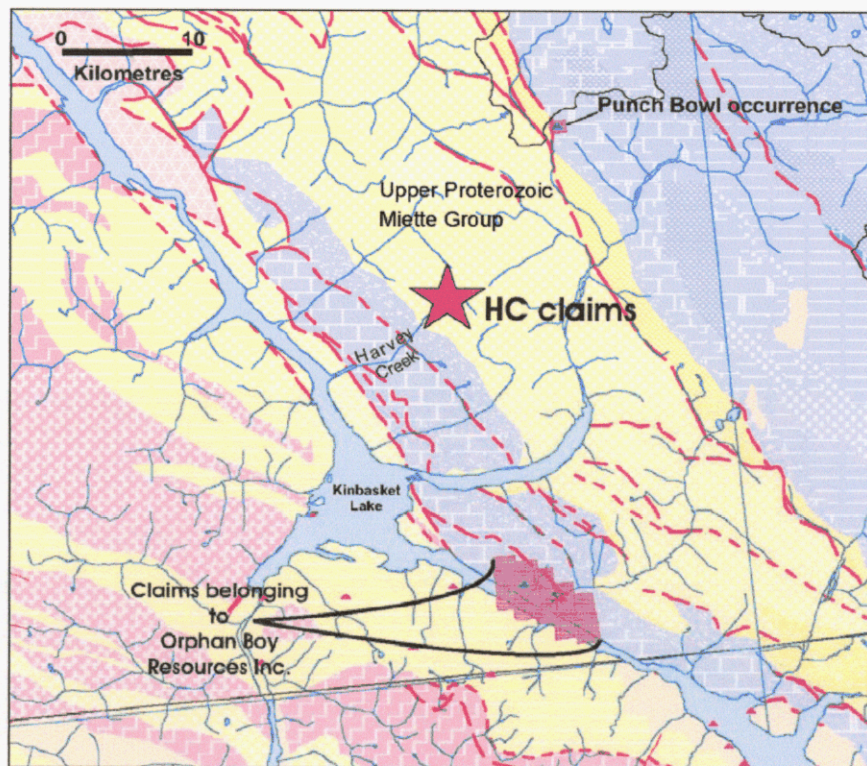 0 10
Kilometres
Punch Bowl occurrence
Upper Proterozoic
Miette Group
HC claims
Harvey
Creek
Kinbasket
Lake
Claims belonging
to
Orphan Boy
Resources Inc.